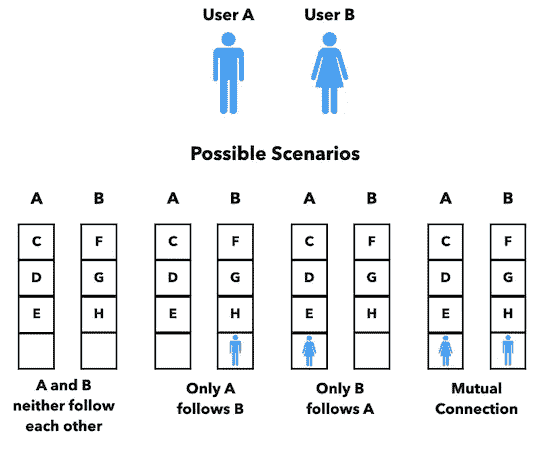 User A User B
Possible Scenarios
A B A B A B A B
C F C F C F C F
D G D G D G D G
E H E H E H E H
A and B
neither follow
each other
Only A
follows B
Only B
follows A
Mutual
Connection